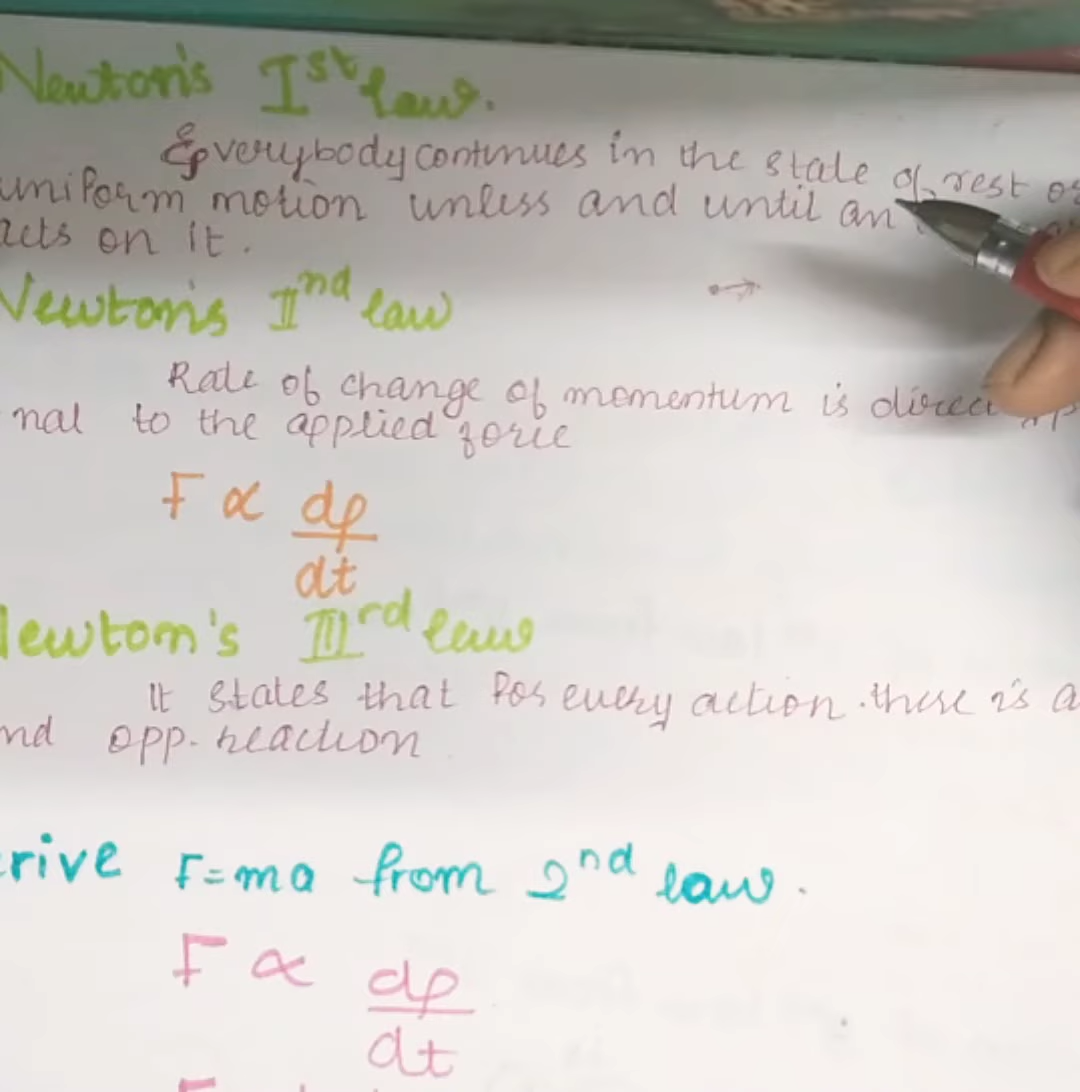 Newton's Ist law.
Everybody continues in the state of rest or
uniform motion unless and until an
acts on it.
Newton's IInd law
Rate of change of momentum is direct
nal to the applied force
F ∝ dp
dt
Newton's IIIrd law
It states that for every action there is a
nd opp. reaction
rive F=ma from 2nd law.
F ∝ dp
dt